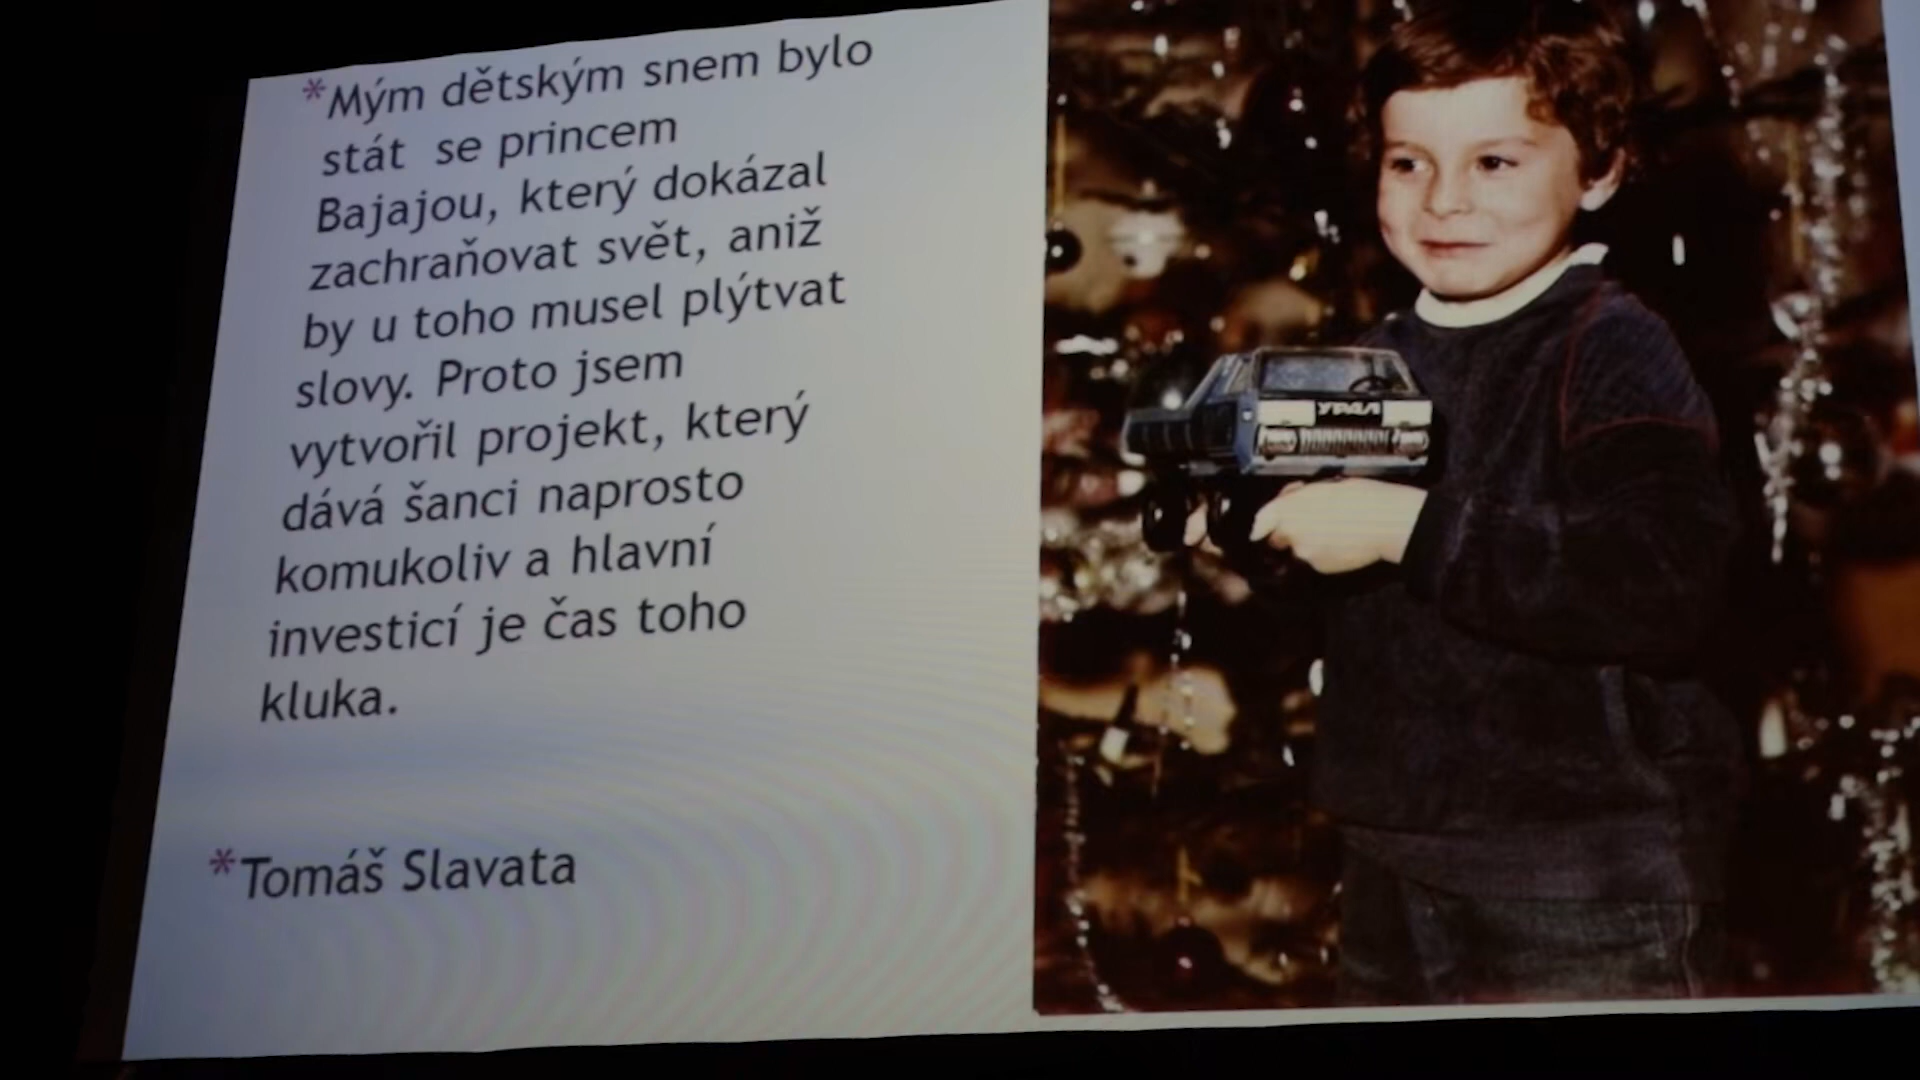 *Mým dětským snem bylo
stát se princem
Bajajou, který dokázal
zachraňovat svět, aniž
by u toho musel plýtvat
slovy. Proto jsem
vytvořil projekt, který
dává šanci naprosto
komukoliv a hlavní
investicí je čas toho
kluka.
*Tomáš Slavata
УРАЛ